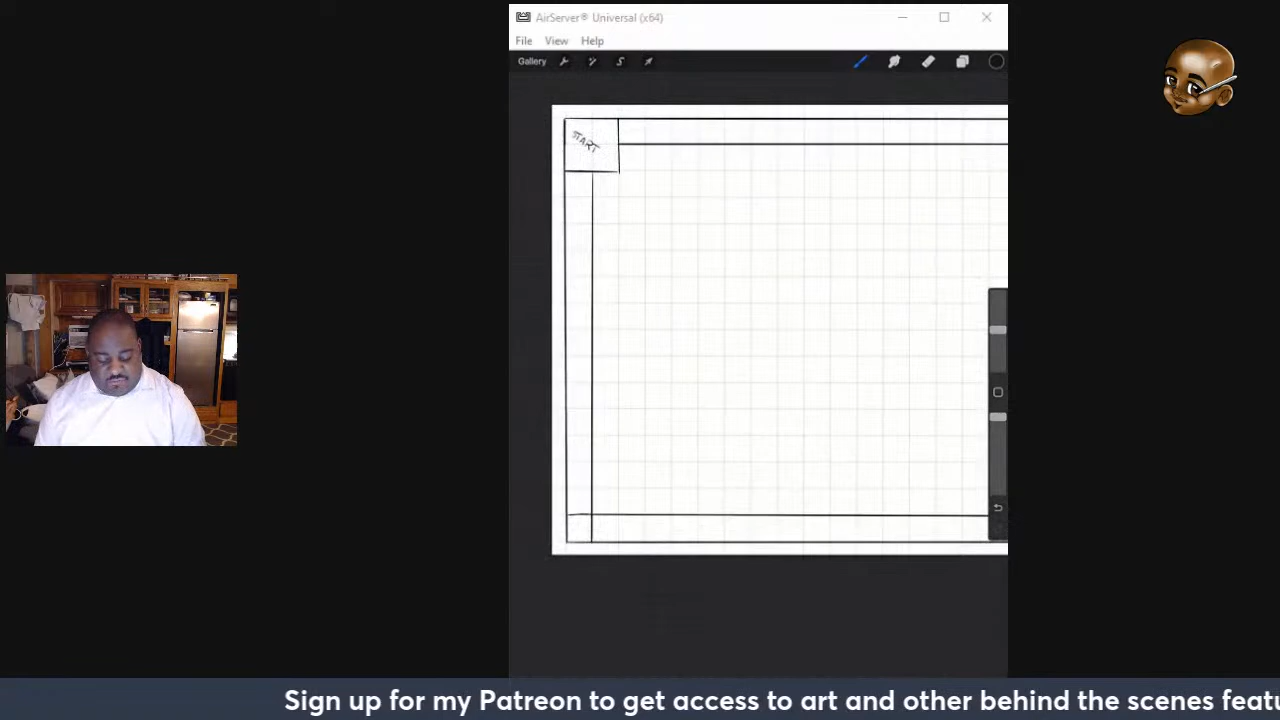 AirServer® Universal (x64)
File View Help
Gallery
START
Sign up for my Patreon to get access to art and other behind the scenes featu